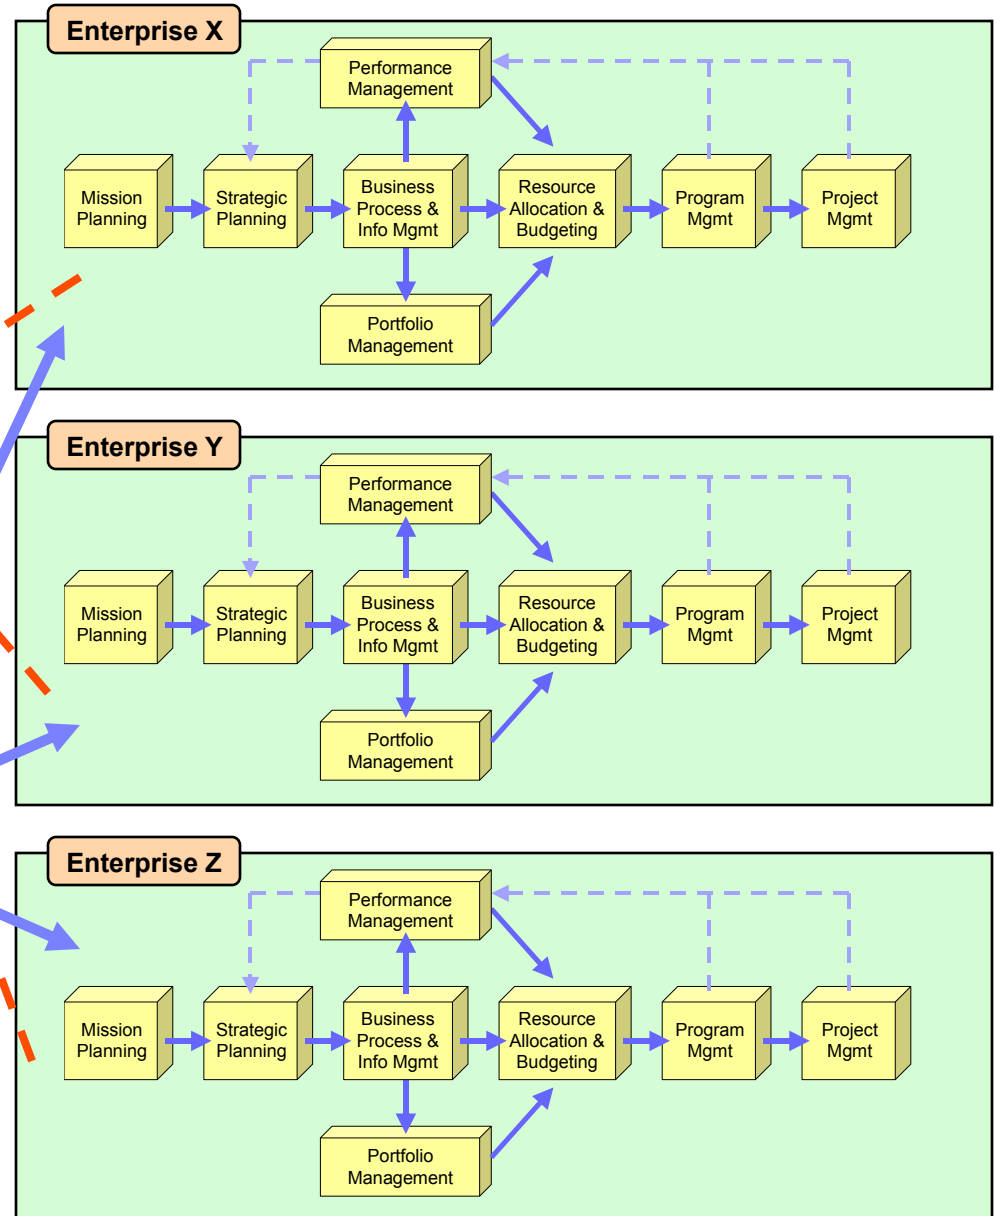 Enterprise X
Performance
Management
Mission
Planning
Strategic
Planning
Business
Process &
Info Mgmt
Resource
Allocation &
Budgeting
Program
Mgmt
Project
Mgmt
Portfolio
Management
Enterprise Y
Performance
Management
Mission
Planning
Strategic
Planning
Business
Process &
Info Mgmt
Resource
Allocation &
Budgeting
Program
Mgmt
Project
Mgmt
Portfolio
Management
Enterprise Z
Performance
Management
Mission
Planning
Strategic
Planning
Business
Process &
Info Mgmt
Resource
Allocation &
Budgeting
Program
Mgmt
Project
Mgmt
Portfolio
Management